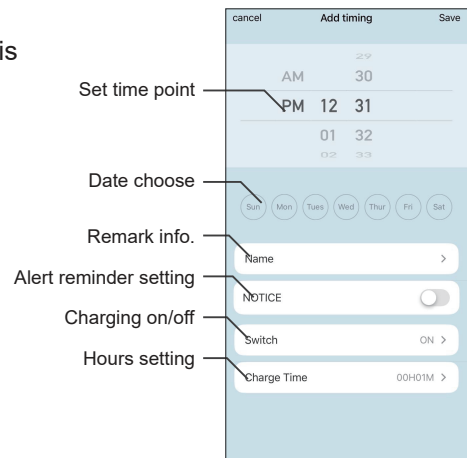 is
cancel Add timing Save
29
AM 30
Set time point
PM 12 31
01 32
02 33
Date choose
Sun Mon Tues Wed Thur Fri Sat
Remark info.
Name >
Alert reminder setting
NOTICE
Charging on/off
Switch ON >
Hours setting
Charge Time 00H01M >